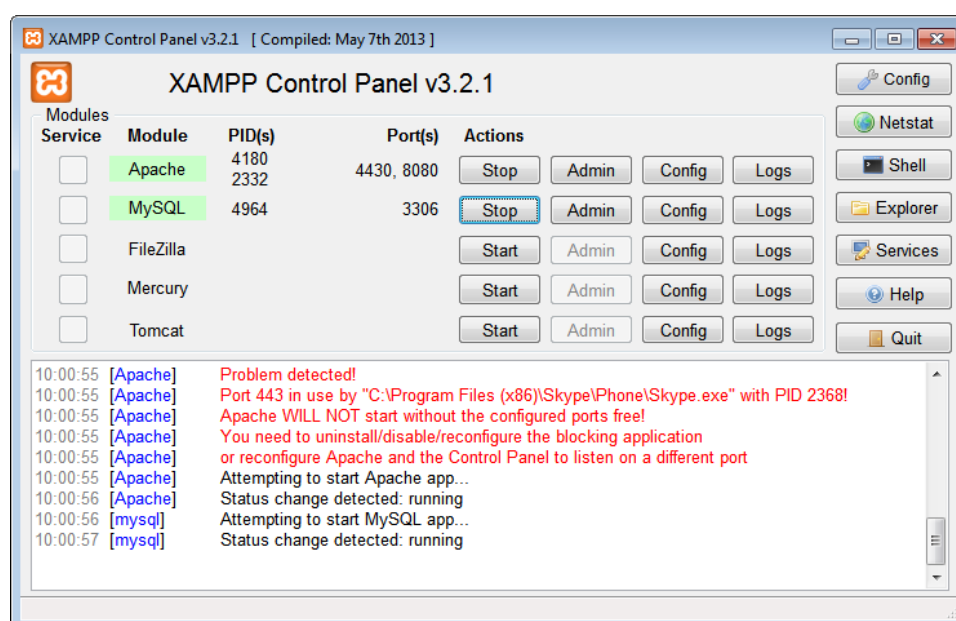 XAMPP Control Panel v3.2.1 [ Compiled: May 7th 2013 ]
XAMPP Control Panel v3.2.1
Config
Modules
Service Module PID(s) Port(s) Actions
Netstat
Apache 4180 2332 4430, 8080 Stop Admin Config Logs
Shell
MySQL 4964 3306 Stop Admin Config Logs
Explorer
FileZilla Start Admin Config Logs
Services
Mercury Start Admin Config Logs
Help
Tomcat Start Admin Config Logs
Quit
10:00:55 [Apache] Problem detected!
10:00:55 [Apache] Port 443 in use by "C:\Program Files (x86)\Skype\Phone\Skype.exe" with PID 2368!
10:00:55 [Apache] Apache WILL NOT start without the configured ports free!
10:00:55 [Apache] You need to uninstall/disable/reconfigure the blocking application
10:00:55 [Apache] or reconfigure Apache and the Control Panel to listen on a different port
10:00:55 [Apache] Attempting to start Apache app...
10:00:56 [Apache] Status change detected: running
10:00:56 [mysql] Attempting to start MySQL app...
10:00:57 [mysql] Status change detected: running